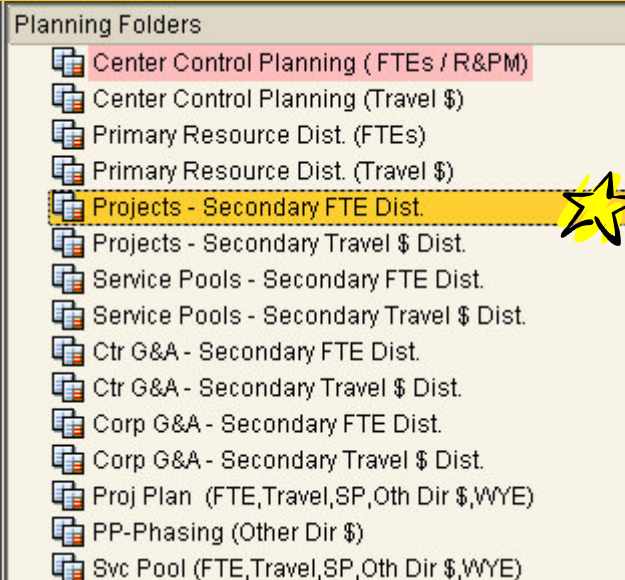 Planning Folders
Center Control Planning ( FTEs / R&PM)
Center Control Planning (Travel $)
Primary Resource Dist. (FTEs)
Primary Resource Dist. (Travel $)
Projects - Secondary FTE Dist.
Projects - Secondary Travel $ Dist.
Service Pools - Secondary FTE Dist.
Service Pools - Secondary Travel $ Dist.
Ctr G&A - Secondary FTE Dist.
Ctr G&A - Secondary Travel $ Dist.
Corp G&A - Secondary FTE Dist.
Corp G&A - Secondary Travel $ Dist.
Proj Plan (FTE,Travel,SP,Oth Dir $,WYE)
PP-Phasing (Other Dir $)
Svc Pool (FTE,Travel,SP,Oth Dir $,WYE)